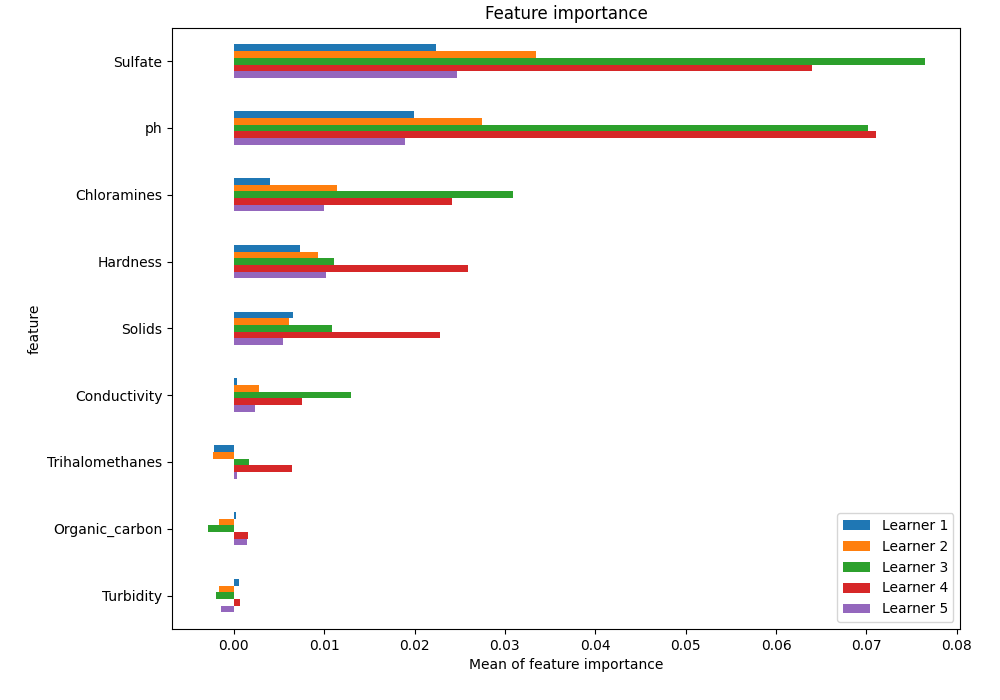 Feature importance
Sulfate
ph
Chloramines
Hardness
Solids
Conductivity
Trihalomethanes
Organic_carbon
Turbidity
feature
Learner 1
Learner 2
Learner 3
Learner 4
Learner 5
0.00 0.01 0.02 0.03 0.04 0.05 0.06 0.07 0.08
Mean of feature importance